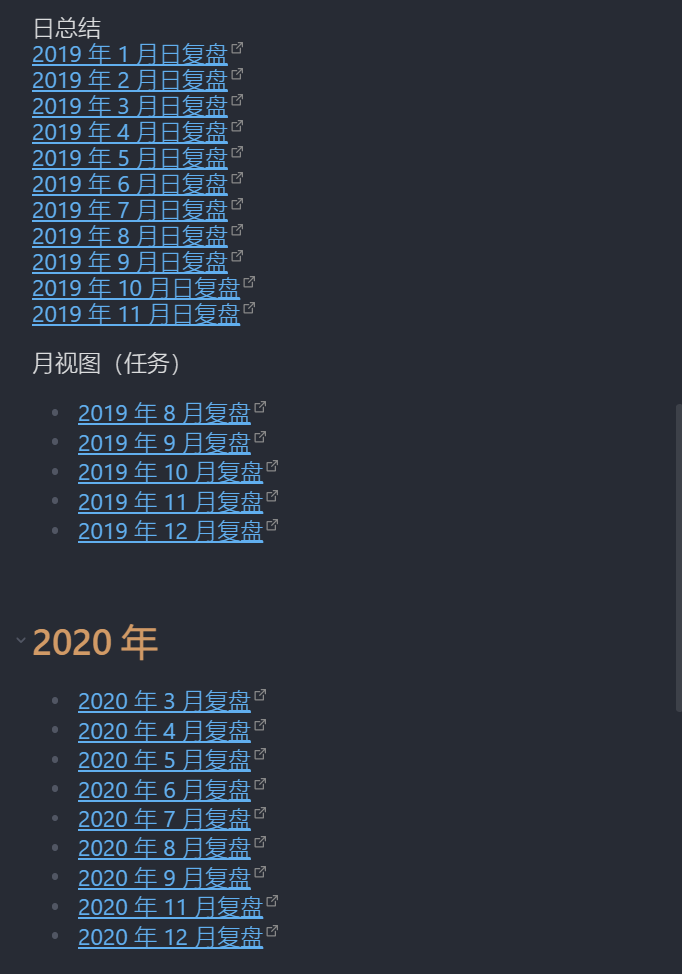 日总结
2019 年 1 月日复盘
2019 年 2 月日复盘
2019 年 3 月日复盘
2019 年 4 月日复盘
2019 年 5 月日复盘
2019 年 6 月日复盘
2019 年 7 月日复盘
2019 年 8 月日复盘
2019 年 9 月日复盘
2019 年 10 月日复盘
2019 年 11 月日复盘
月视图（任务）
2019 年 8 月复盘
2019 年 9 月复盘
2019 年 10 月复盘
2019 年 11 月复盘
2019 年 12 月复盘
2020 年
2020 年 3 月复盘
2020 年 4 月复盘
2020 年 5 月复盘
2020 年 6 月复盘
2020 年 7 月复盘
2020 年 8 月复盘
2020 年 9 月复盘
2020 年 11 月复盘
2020 年 12 月复盘